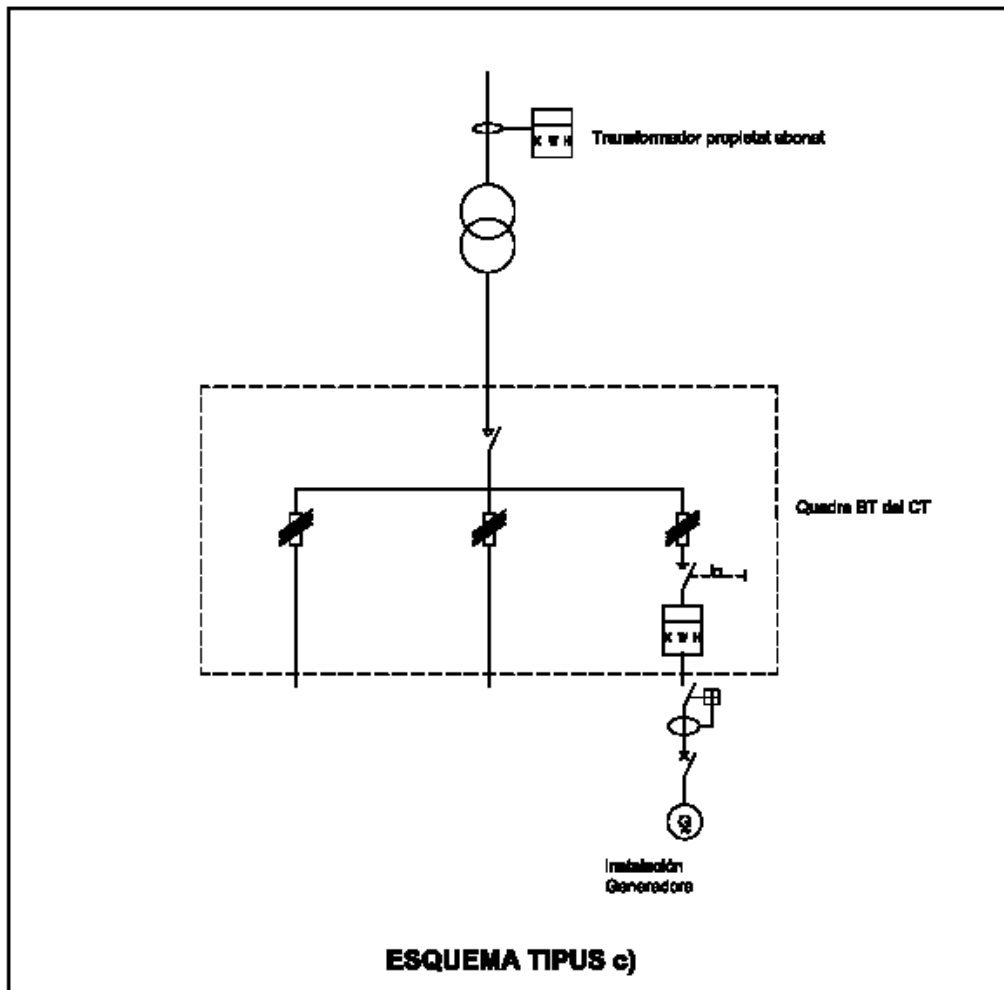 K W H
Transformador propietat abonat
Quadre BT del CT
K W H
G
Instalación
Generadora
ESQUEMA TIPUS c)